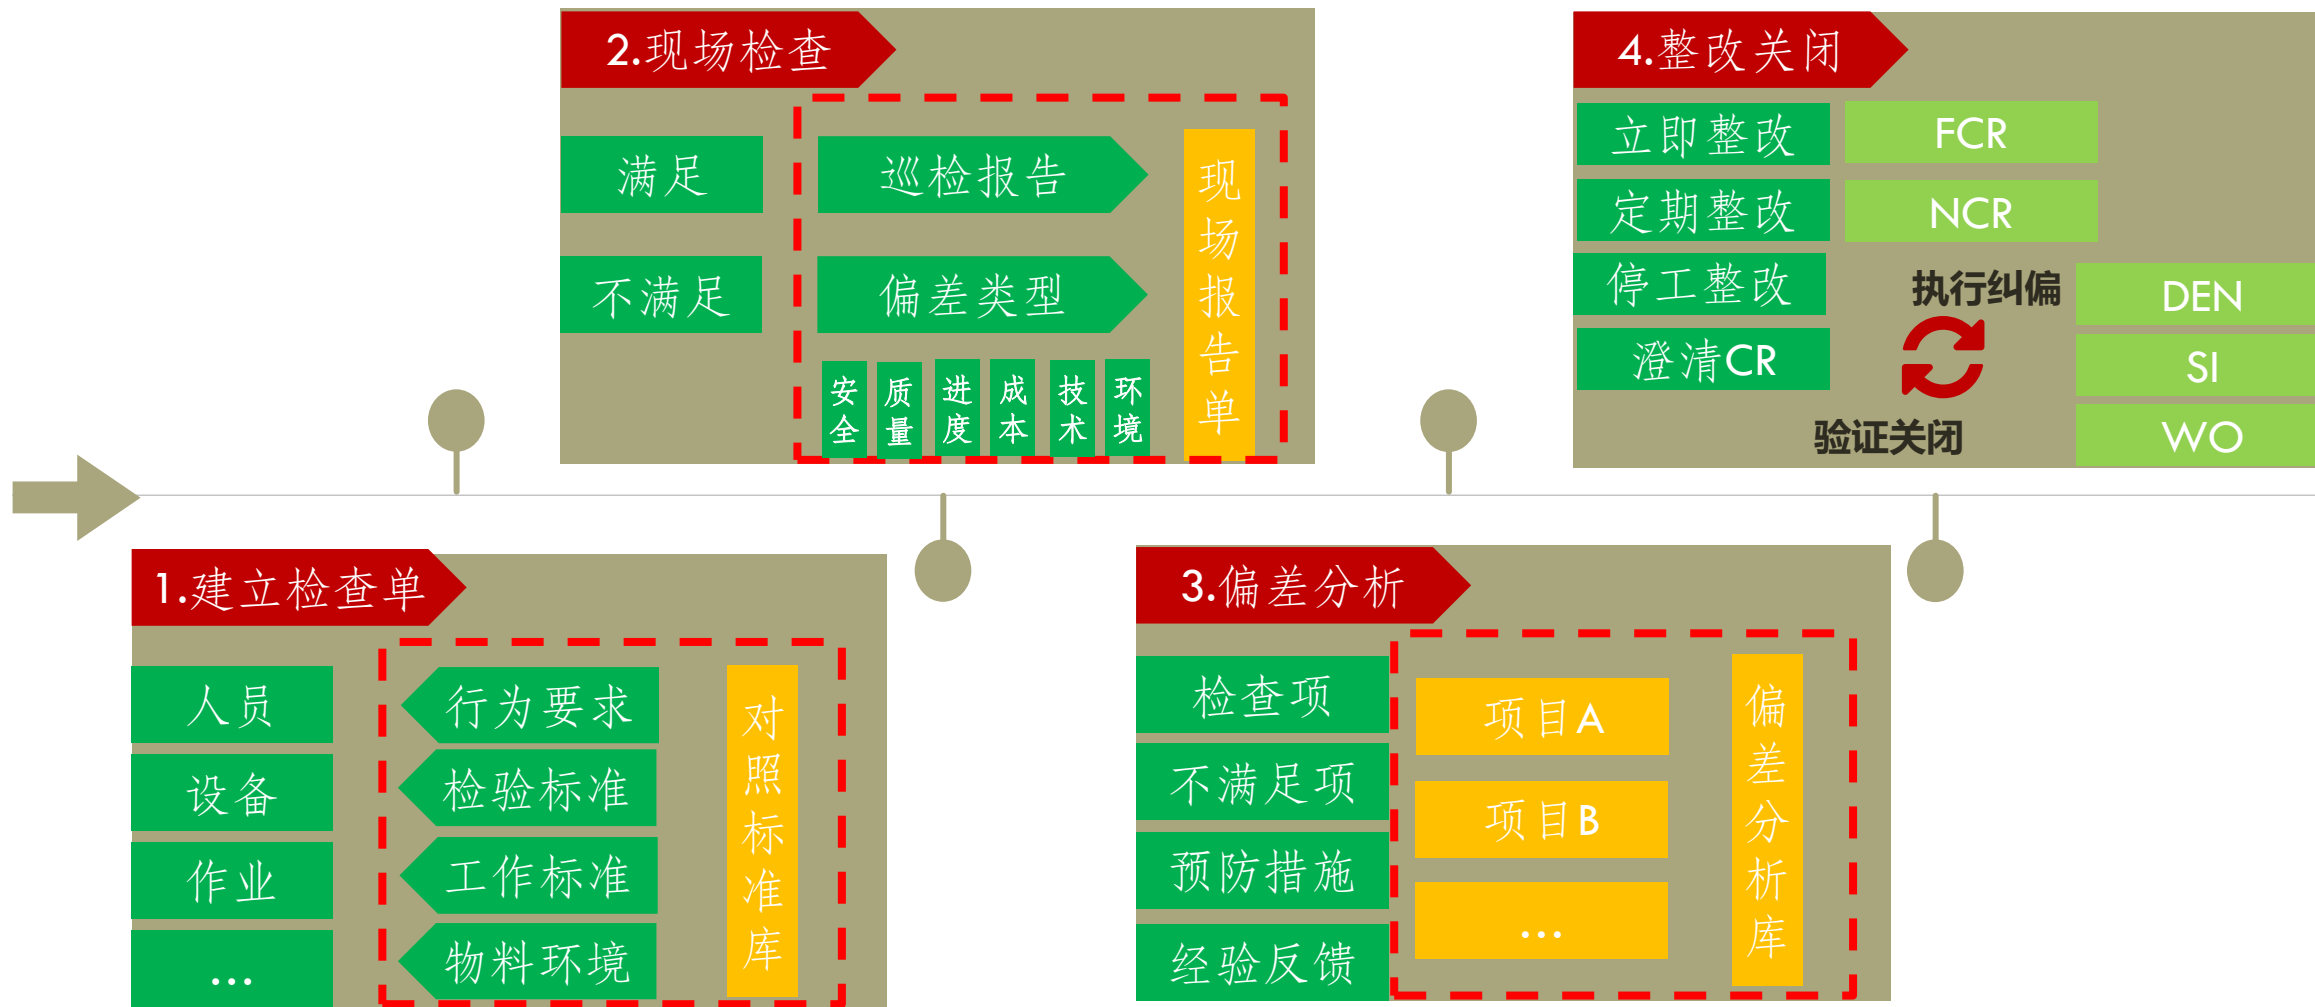 2.现场检查
满足
巡检报告
不满足
偏差类型
安全
质量
进度
成本
技术
环境
现场报告单
4.整改关闭
立即整改
FCR
定期整改
NCR
停工整改
执行纠偏
DEN
澄清CR
SI
验证关闭
WO
1.建立检查单
人员
行为要求
设备
检验标准
作业
工作标准
...
物料环境
对照标准库
3.偏差分析
检查项
项目A
不满足项
项目B
预防措施
...
经验反馈
偏差分析库